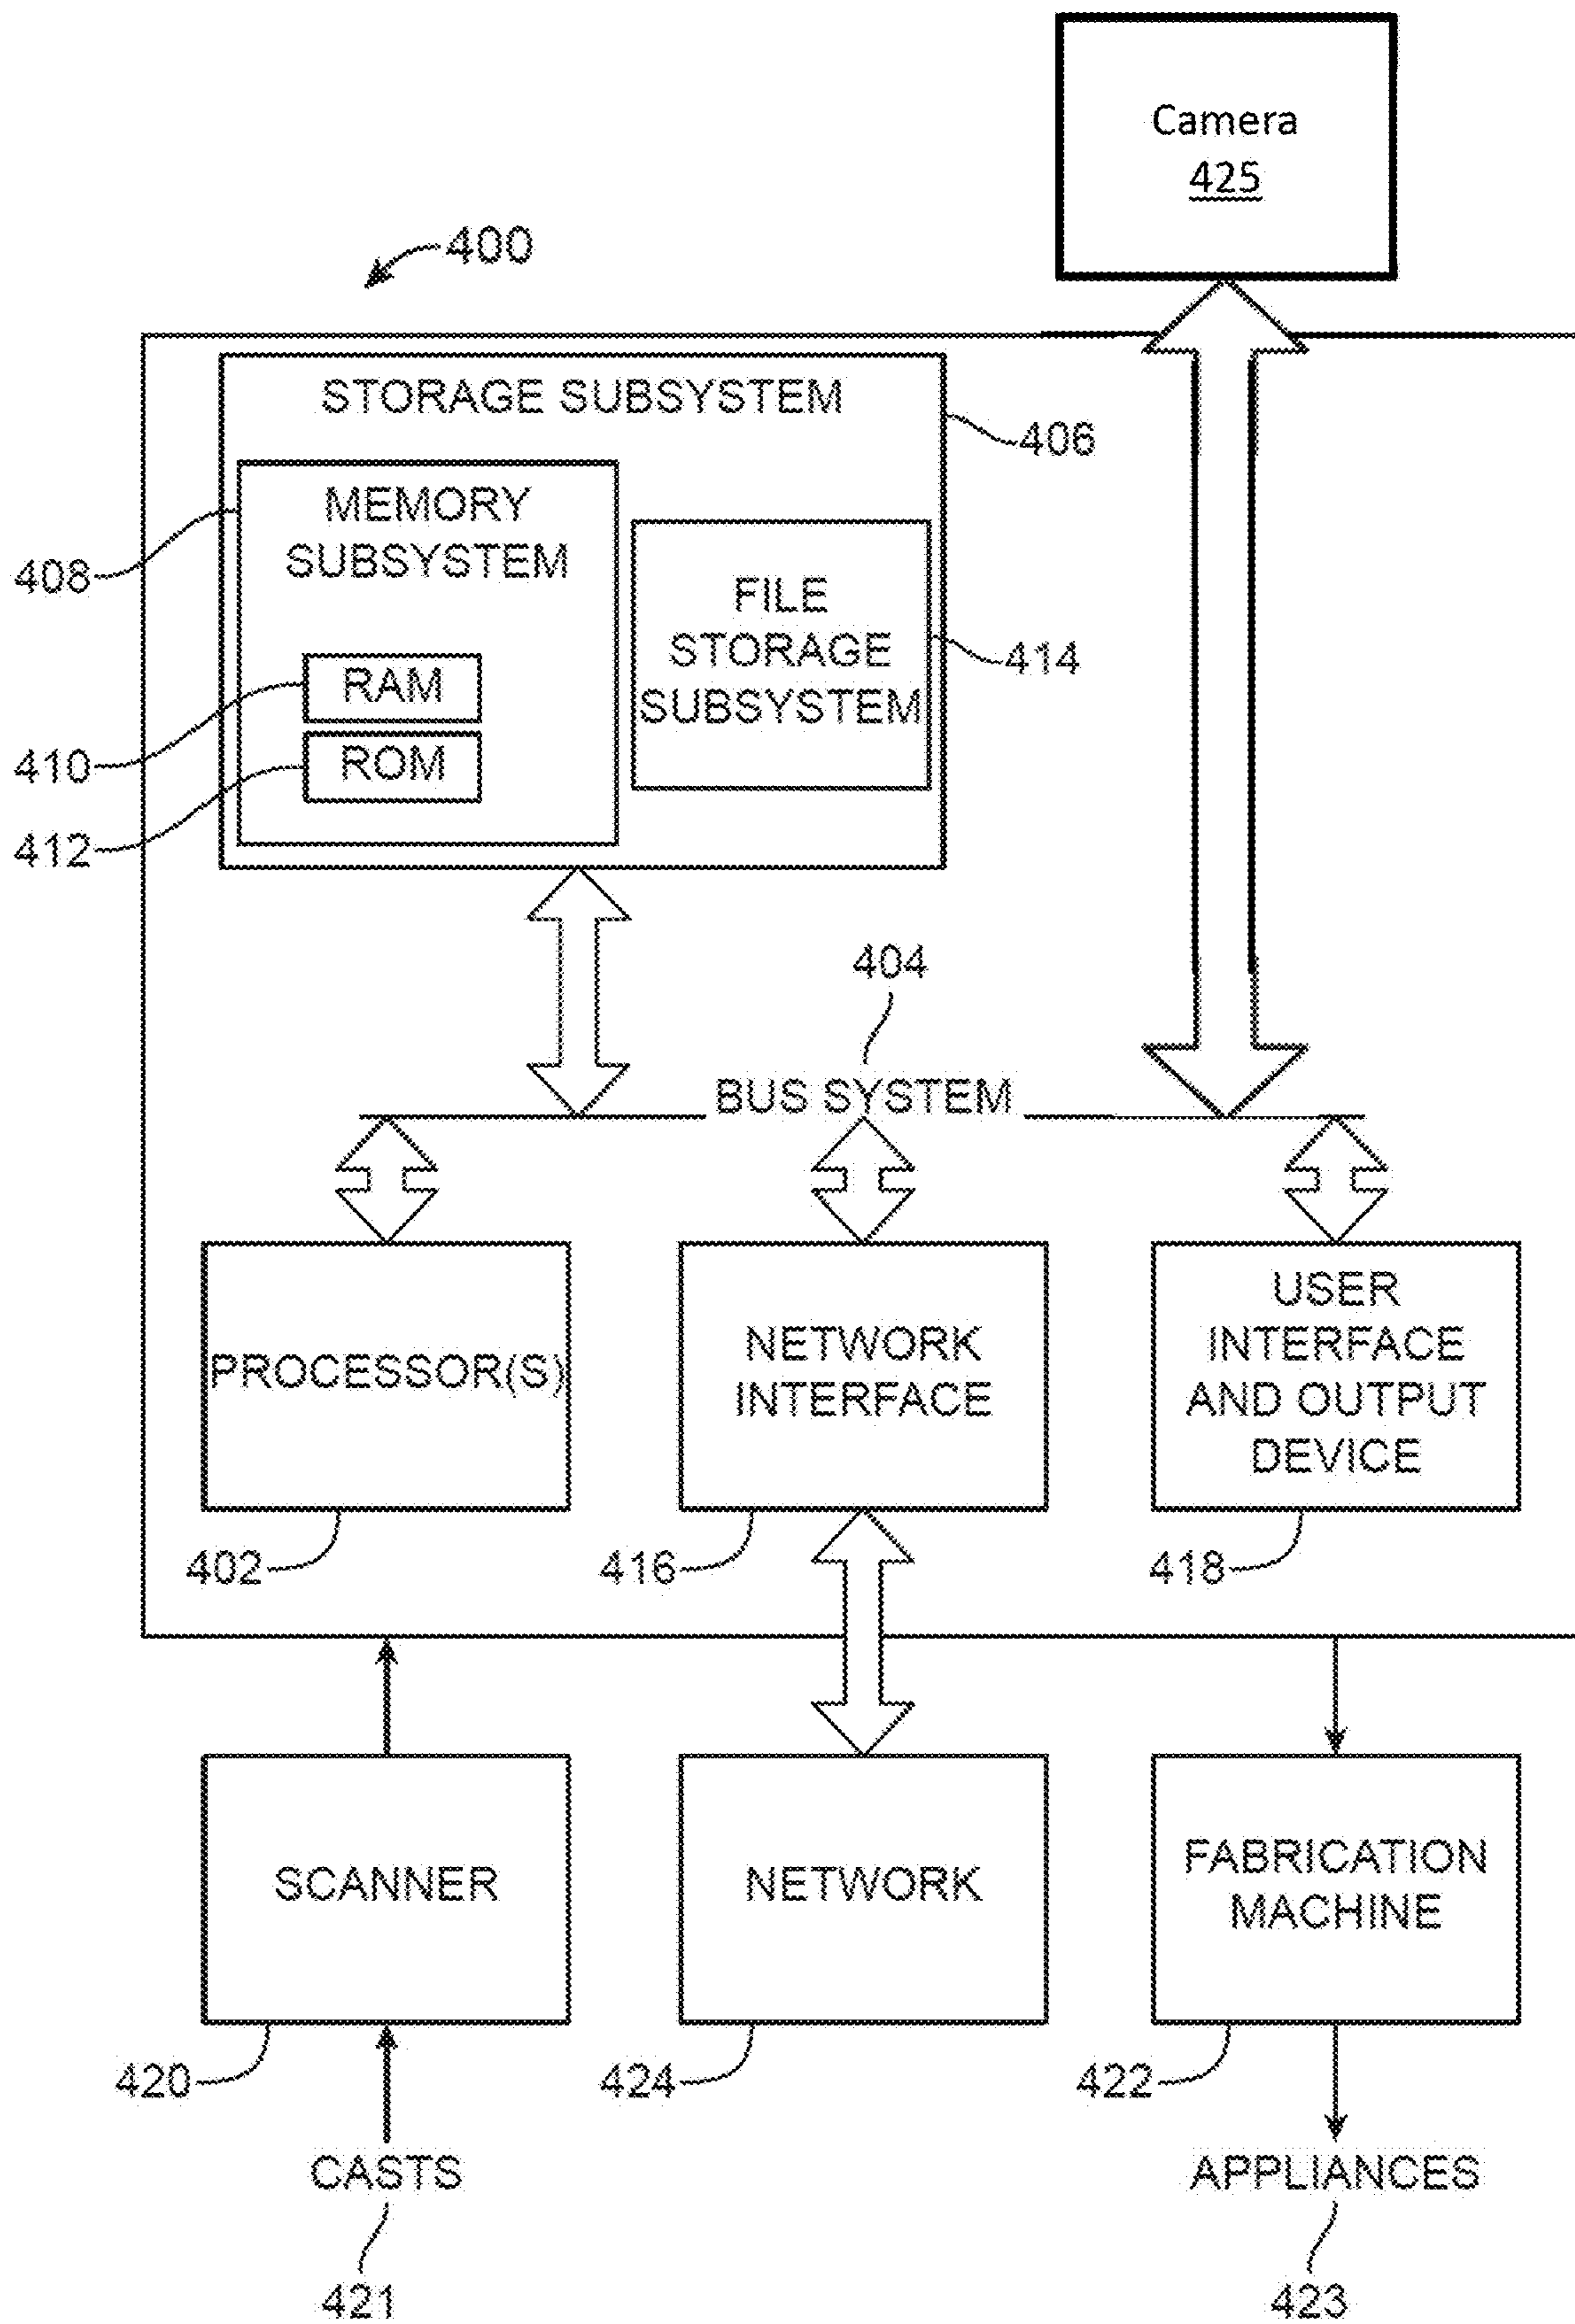 Camera
425
400
STORAGE SUBSYSTEM
406
MEMORY
SUBSYSTEM
408
FILE
STORAGE
SUBSYSTEM
414
RAM
410
ROM
412
404
BUS SYSTEM
PROCESSOR(S)
NETWORK
INTERFACE
USER
INTERFACE
AND OUTPUT
DEVICE
402
416
418
SCANNER
NETWORK
FABRICATION
MACHINE
420
424
422
CASTS
APPLIANCES
421
423